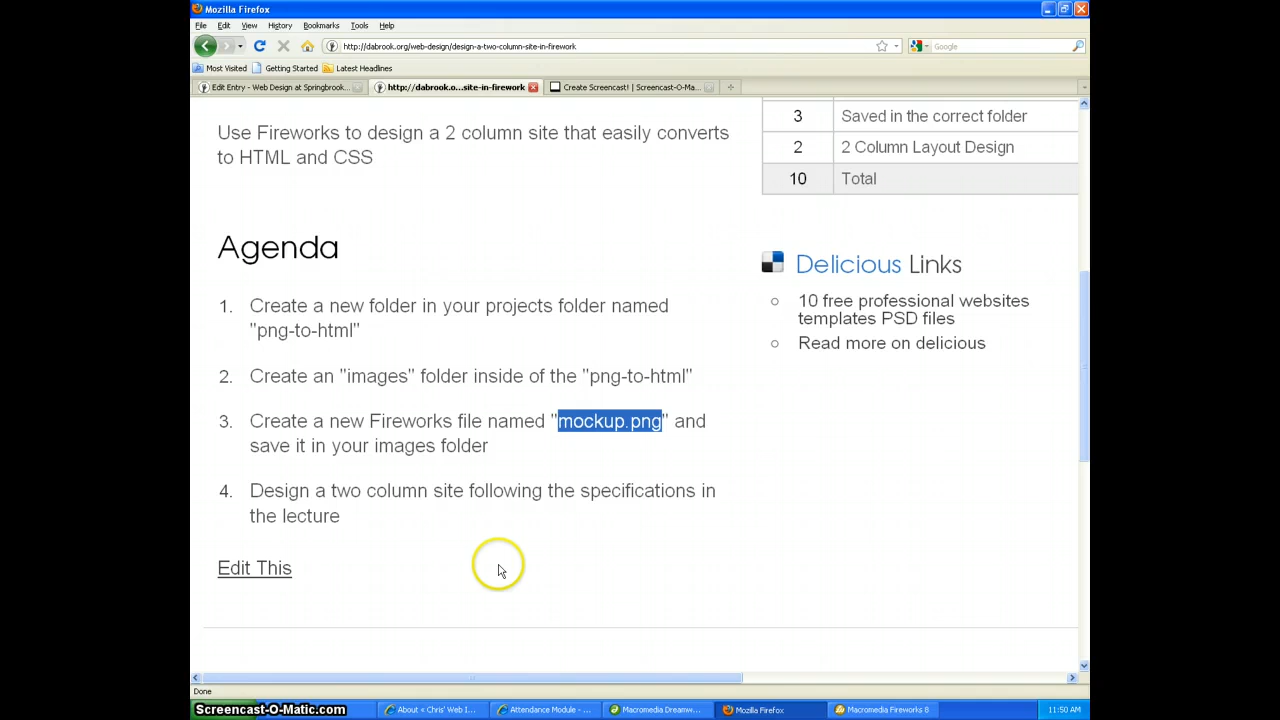 Mozilla Firefox
File Edit View History Bookmarks Tools Help
http://dabrook.org/web-design/design-a-two-column-site-in-firework
Google
Most Visited Getting Started Latest Headlines
Edit Entry - Web Design at Springbrook... http://dabrook.o...site-in-firework Create Screencast! | Screencast-O-Ma...
3 Saved in the correct folder
Use Fireworks to design a 2 column site that easily converts
to HTML and CSS
2 2 Column Layout Design
10 Total
Agenda
1. Create a new folder in your projects folder named
"png-to-html"
2. Create an "images" folder inside of the "png-to-html"
3. Create a new Fireworks file named "mockup.png" and
save it in your images folder
4. Design a two column site following the specifications in
the lecture
Edit This
Delicious Links
10 free professional websites
templates PSD files
Read more on delicious
Done
Screencast-O-Matic.com About « Chris' Web I... Attendance Module - ... Macromedia Dreamw... Mozilla Firefox Macromedia Fireworks 8 11:50 AM